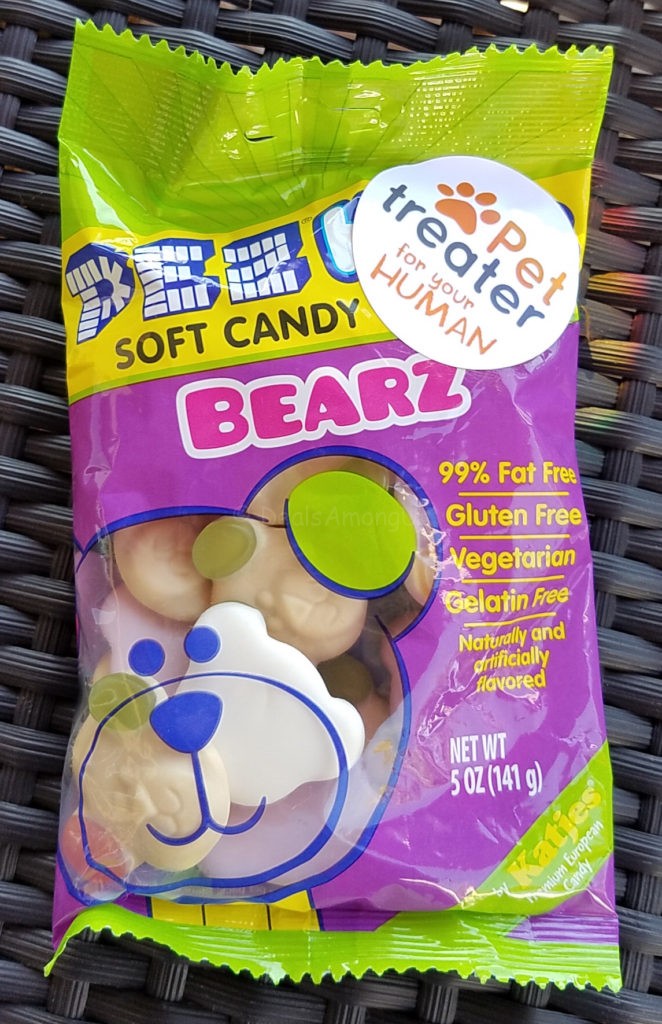 PEZ
SOFT CANDY
Pet
treater
for your
HUMAN
BEARZ
99% Fat Free
Gluten Free
Vegetarian
Gelatin Free
Naturally and
artificially
flavored
NET WT
5 OZ (141 g)
by Katjes
Premium European
Candy